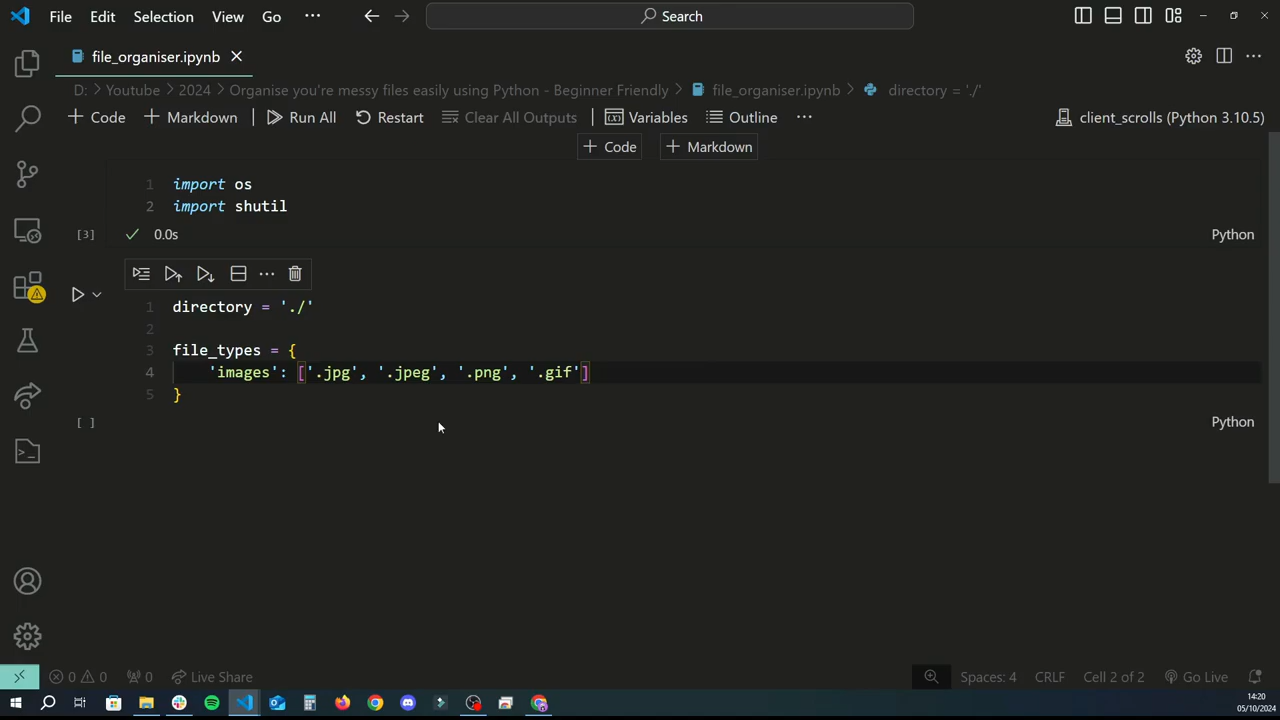 File Edit Selection View Go ··· Search
file_organiser.ipynb
D: > Youtube > 2024 > Organise you're messy files easily using Python - Beginner Friendly > file_organiser.ipynb > directory = './'
+ Code + Markdown Run All Restart Clear All Outputs Variables Outline ··· client_scrolls (Python 3.10.5)
+ Code + Markdown
1 import os
2 import shutil
[3] 0.0s Python
1 directory = './'
2
3 file_types = {
4 'images': ['.jpg', '.jpeg', '.png', '.gif']
5 }
[ ] Python
0 0 0 Live Share Spaces: 4 CRLF Cell 2 of 2 Go Live
14:20
05/10/2024